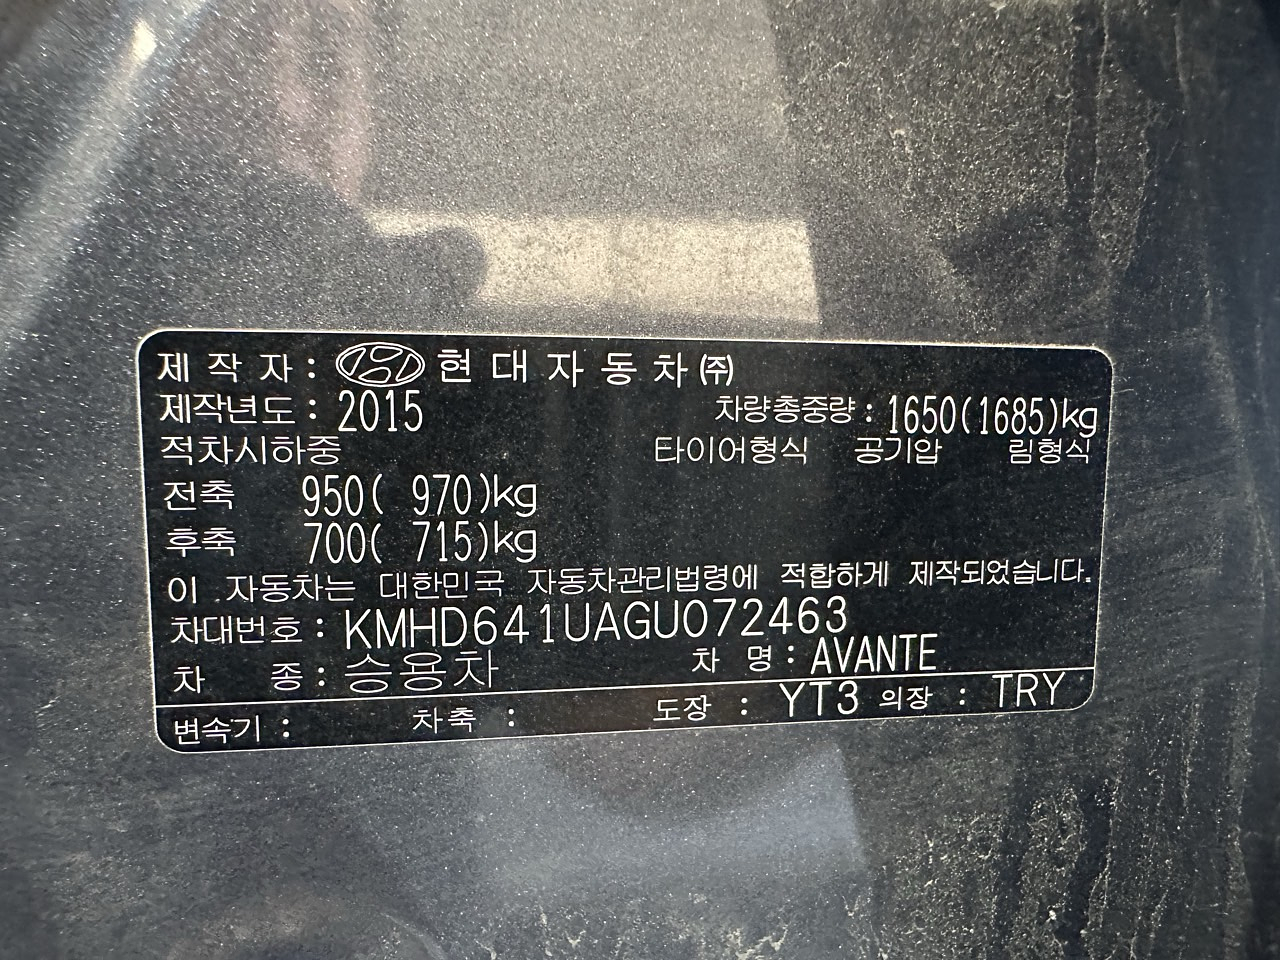 제 작 자 : 현 대 자 동 차 ㈜
제작년도 : 2015 차량총중량 : 1650(1685)kg
적차시하중 타이어형식 공기압 림형식
전축 950( 970)kg
후축 700( 715)kg
이 자동차는 대한민국 자동차관리법령에 적합하게 제작되었습니다.
차대번호 : KMHD641UAGU072463
차 종 : 승용차 차 명 : AVANTE
변속기 : 차축 : 도장 : YT3 의장 : TRY